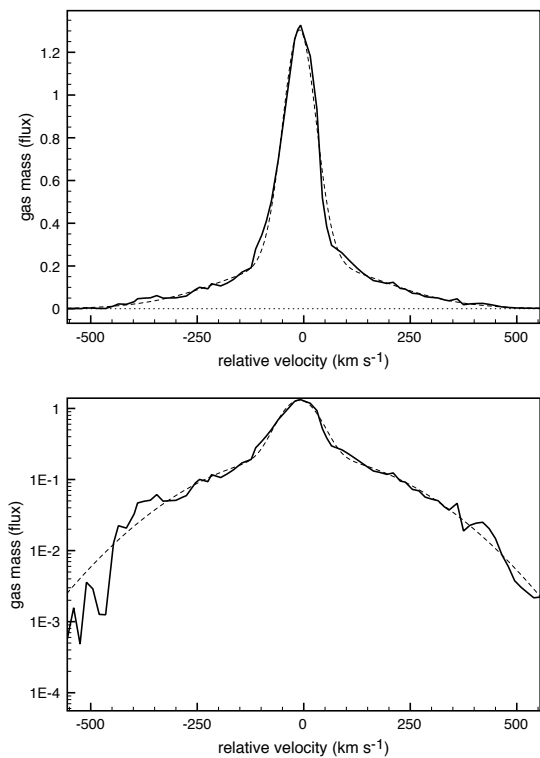 1.2
1
0.8
0.6
0.4
0.2
0
gas mass (flux)
-500 -250 0 250 500
relative velocity (km s-1)
1
1E-1
1E-2
1E-3
1E-4
gas mass (flux)
-500 -250 0 250 500
relative velocity (km s-1)